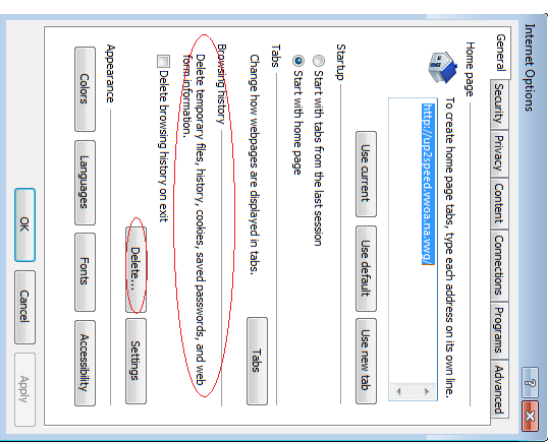 Internet Options
General Security Privacy Content Connections Programs Advanced
Home page
To create home page tabs, type each address on its own line.
http://up2speed.vwoa.na.vwg/
Use current Use default Use new tab
Startup
Start with tabs from the last session
Start with home page
Tabs
Change how webpages are displayed in tabs. Tabs
Browsing history
Delete temporary files, history, cookies, saved passwords, and web
form information.
Delete browsing history on exit
Delete... Settings
Appearance
Colors Languages Fonts Accessibility
OK Cancel Apply